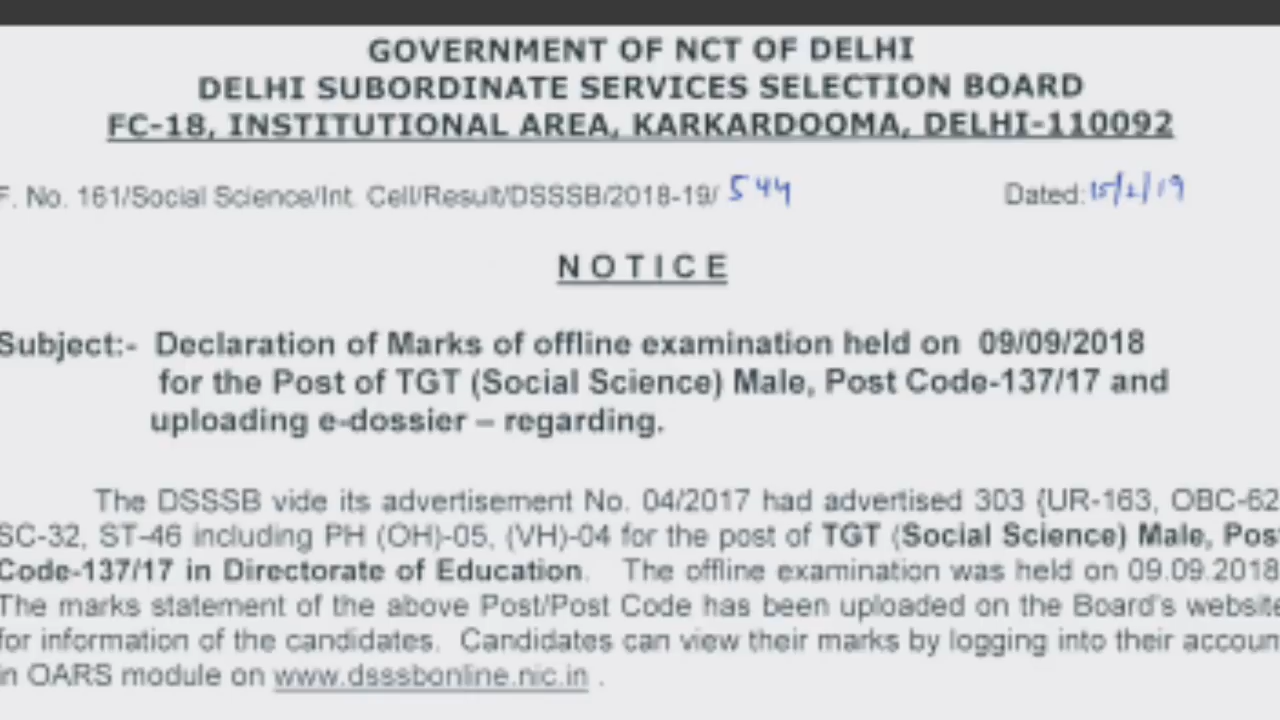 GOVERNMENT OF NCT OF DELHI
DELHI SUBORDINATE SERVICES SELECTION BOARD
FC-18, INSTITUTIONAL AREA, KARKARDOOMA, DELHI-110092
F. No. 161/Social Science/Int. Cell/Result/DSSSB/2018-19/ 544 Dated: 15/2/19
NOTICE
Subject:- Declaration of Marks of offline examination held on 09/09/2018
for the Post of TGT (Social Science) Male, Post Code-137/17 and
uploading e-dossier – regarding.
The DSSSB vide its advertisement No. 04/2017 had advertised 303 {UR-163, OBC-62
SC-32, ST-46 including PH (OH)-05, (VH)-04 for the post of TGT (Social Science) Male, Pos
Code-137/17 in Directorate of Education. The offline examination was held on 09.09.2018
The marks statement of the above Post/Post Code has been uploaded on the Board's website
for information of the candidates. Candidates can view their marks by logging into their accoun
in OARS module on www.dsssbonline.nic.in .